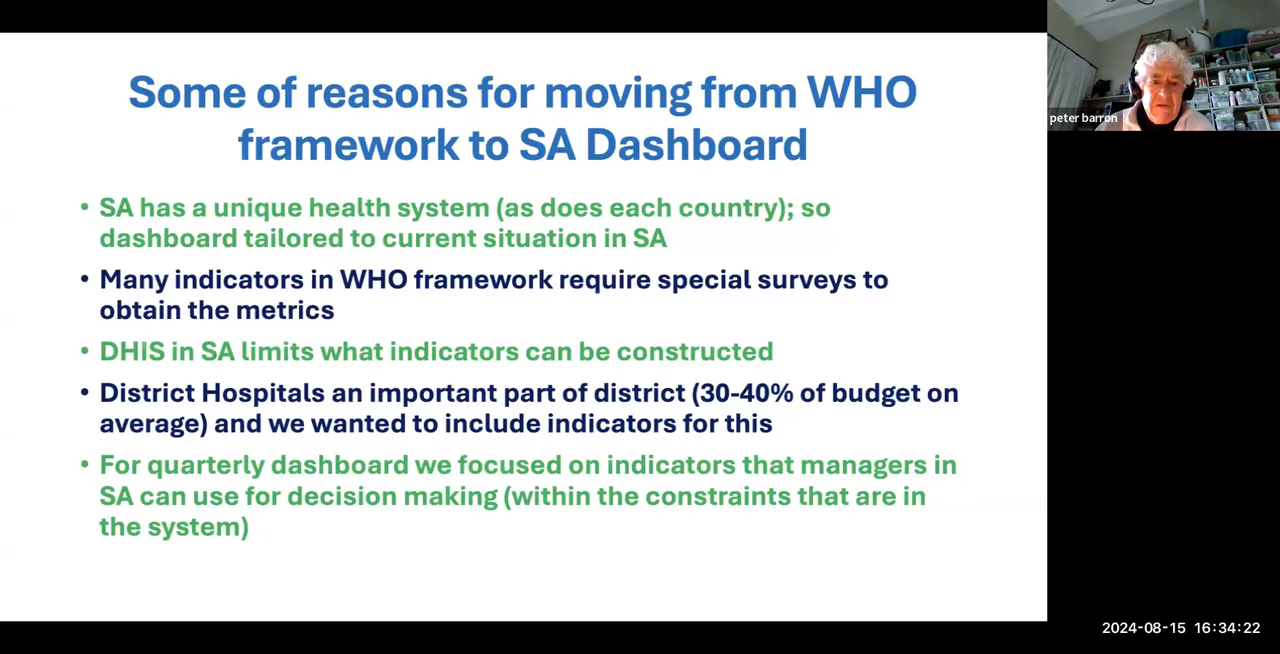 Some of reasons for moving from WHO
framework to SA Dashboard
• SA has a unique health system (as does each country); so
dashboard tailored to current situation in SA
• Many indicators in WHO framework require special surveys to
obtain the metrics
• DHIS in SA limits what indicators can be constructed
• District Hospitals an important part of district (30-40% of budget on
average) and we wanted to include indicators for this
• For quarterly dashboard we focused on indicators that managers in
SA can use for decision making (within the constraints that are in
the system)
peter barron
2024-08-15 16:34:22